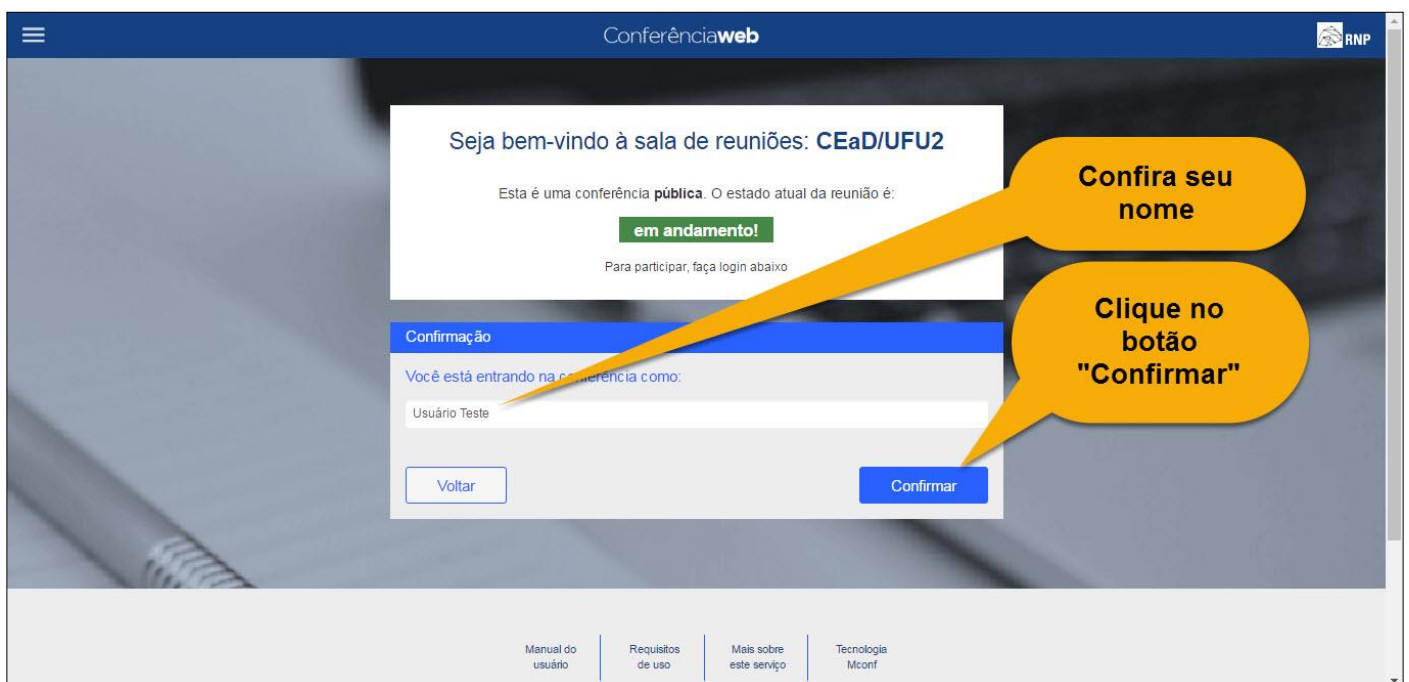 Conferênciaweb
RNP
Seja bem-vindo à sala de reuniões: CEaD/UFU2
Esta é uma conferência pública. O estado atual da reunião é:
em andamento!
Para participar, faça login abaixo
Confira seu
nome
Clique no
botão
"Confirmar"
Confirmação
Você está entrando na conferência como:
Usuário Teste
Voltar
Confirmar
Manual do
usuário
Requisitos
de uso
Mais sobre
este serviço
Tecnologia
Mconf